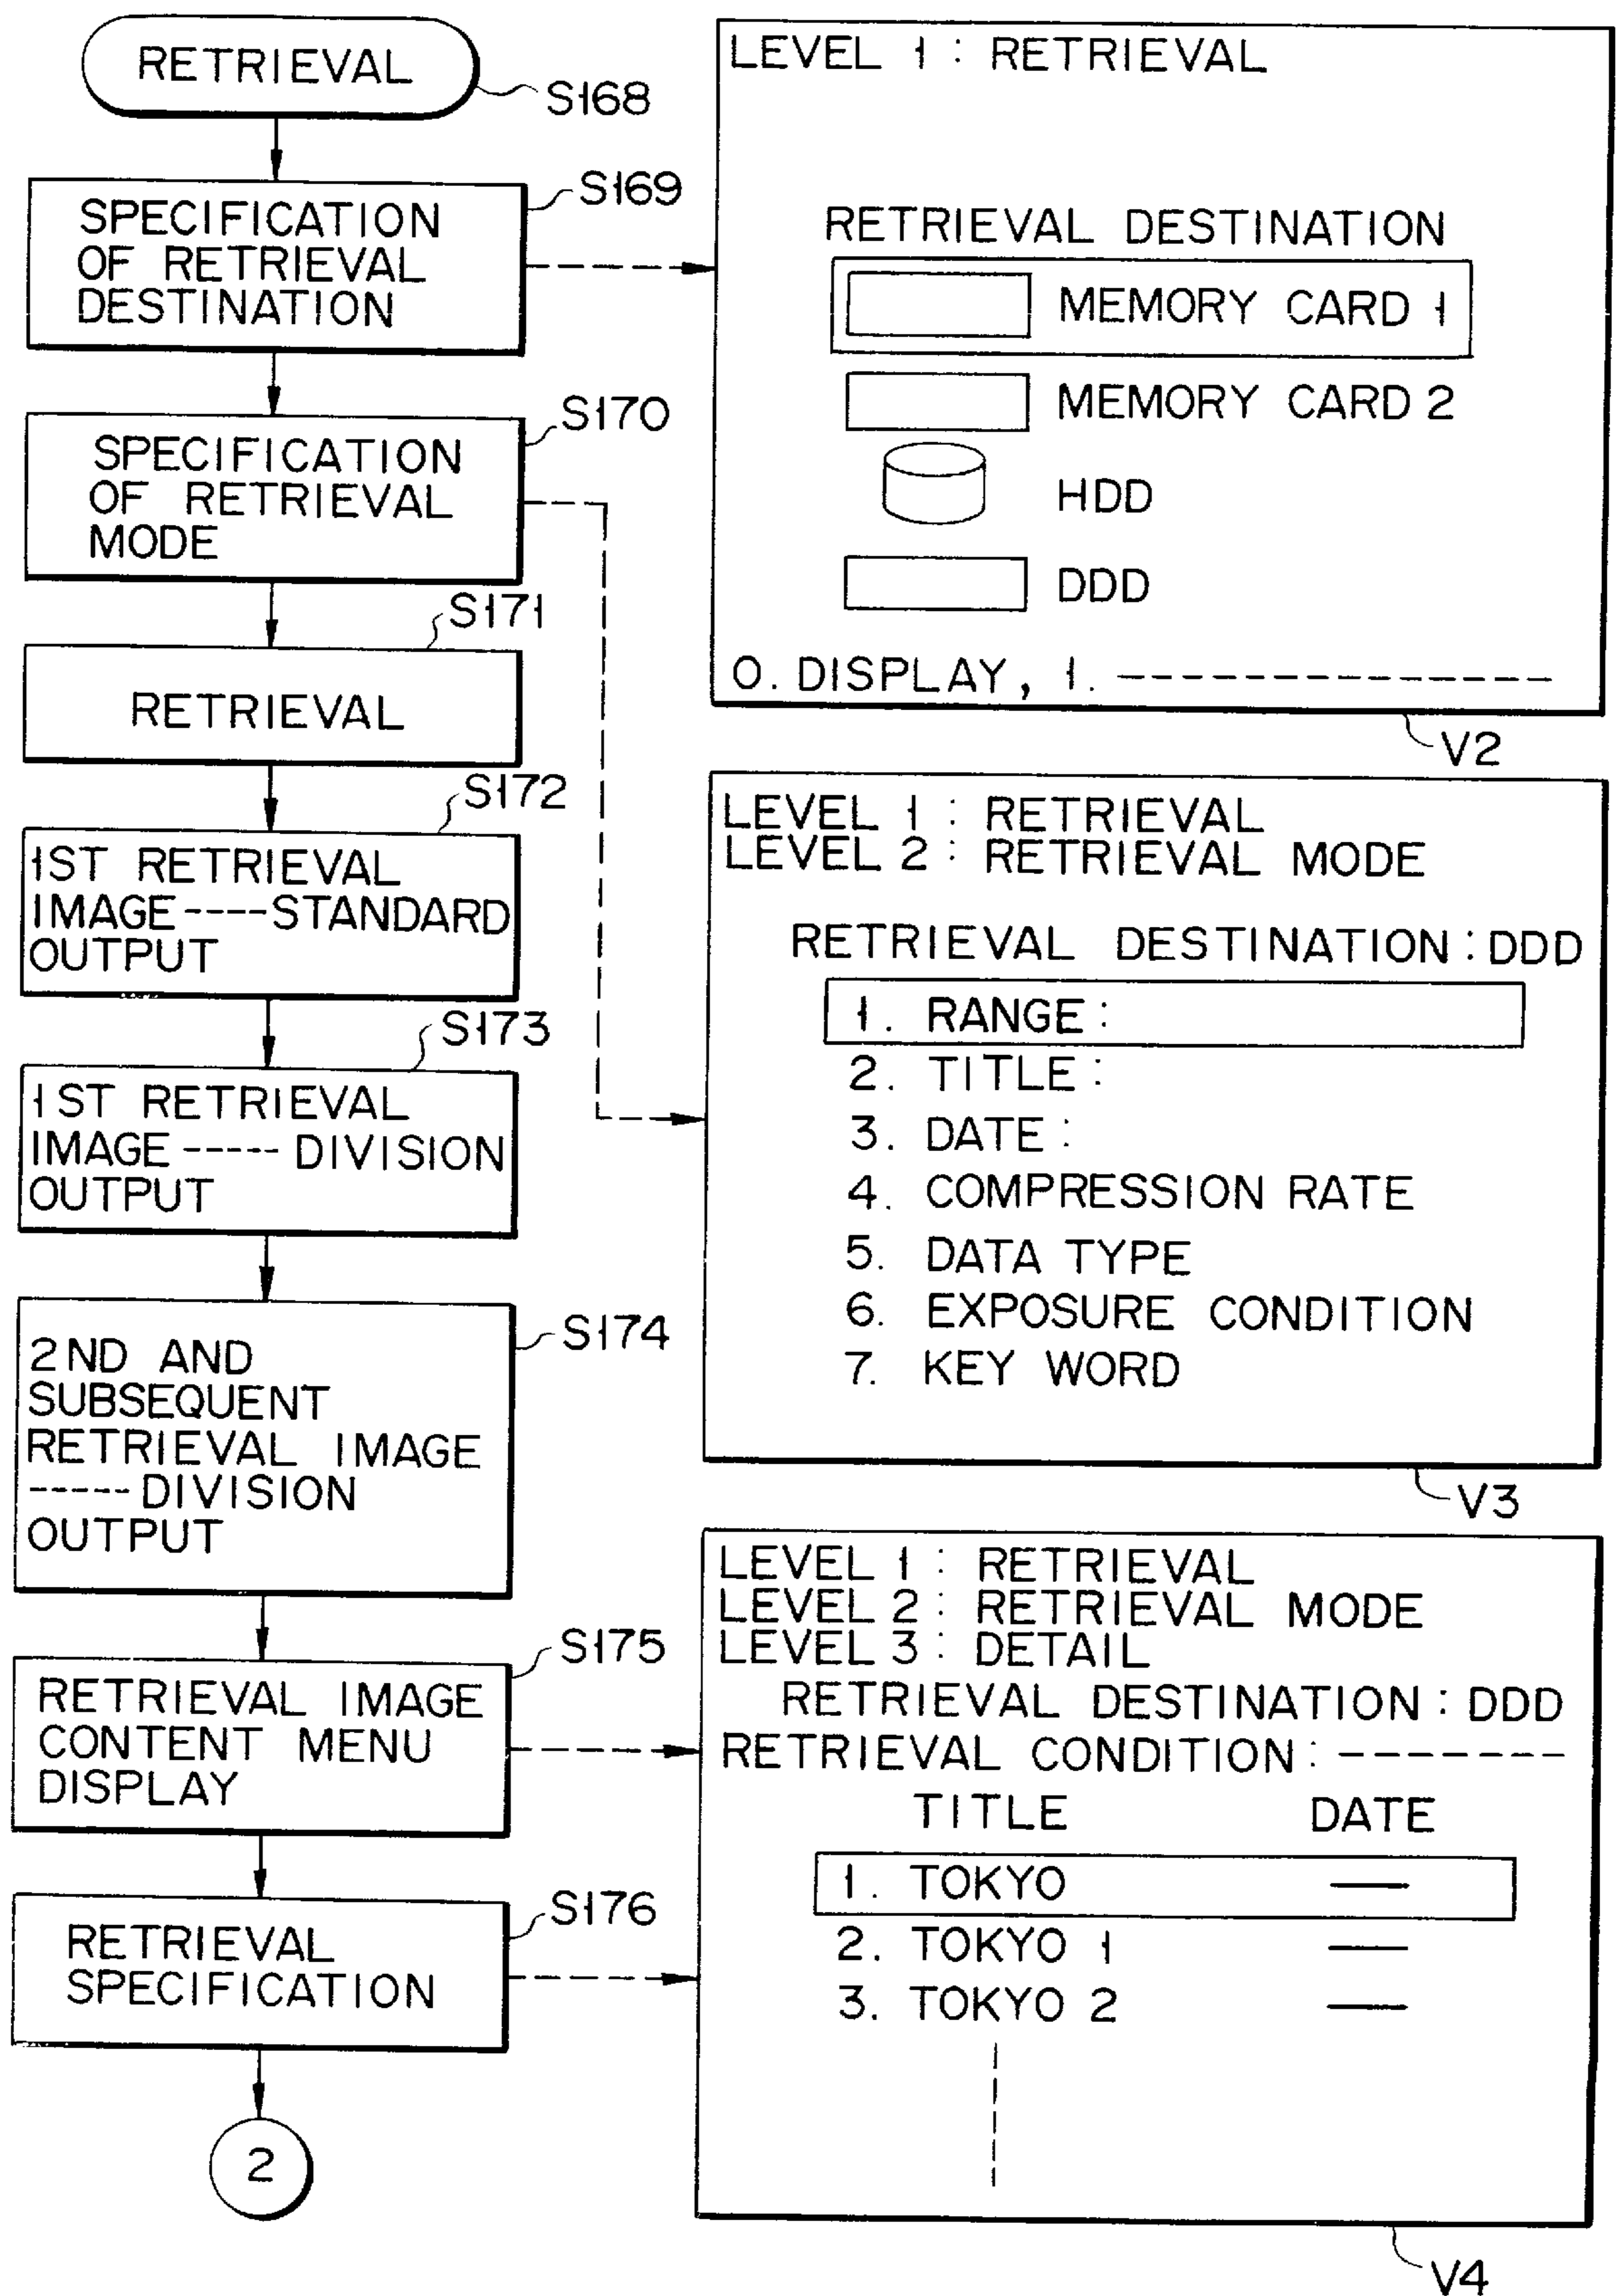 RETRIEVAL
S168
SPECIFICATION
OF RETRIEVAL
DESTINATION
S169
SPECIFICATION
OF RETRIEVAL
MODE
S170
S171
RETRIEVAL
S172
1ST RETRIEVAL
IMAGE----STANDARD
OUTPUT
S173
1ST RETRIEVAL
IMAGE-----DIVISION
OUTPUT
2ND AND
SUBSEQUENT
RETRIEVAL IMAGE
-----DIVISION
OUTPUT
S174
S175
RETRIEVAL IMAGE
CONTENT MENU
DISPLAY
S176
RETRIEVAL
SPECIFICATION
2
LEVEL 1 : RETRIEVAL
RETRIEVAL DESTINATION
MEMORY CARD 1
MEMORY CARD 2
HDD
DDD
0. DISPLAY, 1. ---------------
V2
LEVEL 1 : RETRIEVAL
LEVEL 2 : RETRIEVAL MODE
RETRIEVAL DESTINATION : DDD
1. RANGE :
2. TITLE :
3. DATE :
4. COMPRESSION RATE
5. DATA TYPE
6. EXPOSURE CONDITION
7. KEY WORD
V3
LEVEL 1 : RETRIEVAL
LEVEL 2 : RETRIEVAL MODE
LEVEL 3 : DETAIL
RETRIEVAL DESTINATION : DDD
RETRIEVAL CONDITION : -------
TITLE DATE
1. TOKYO —
2. TOKYO 1 —
3. TOKYO 2 —
V4